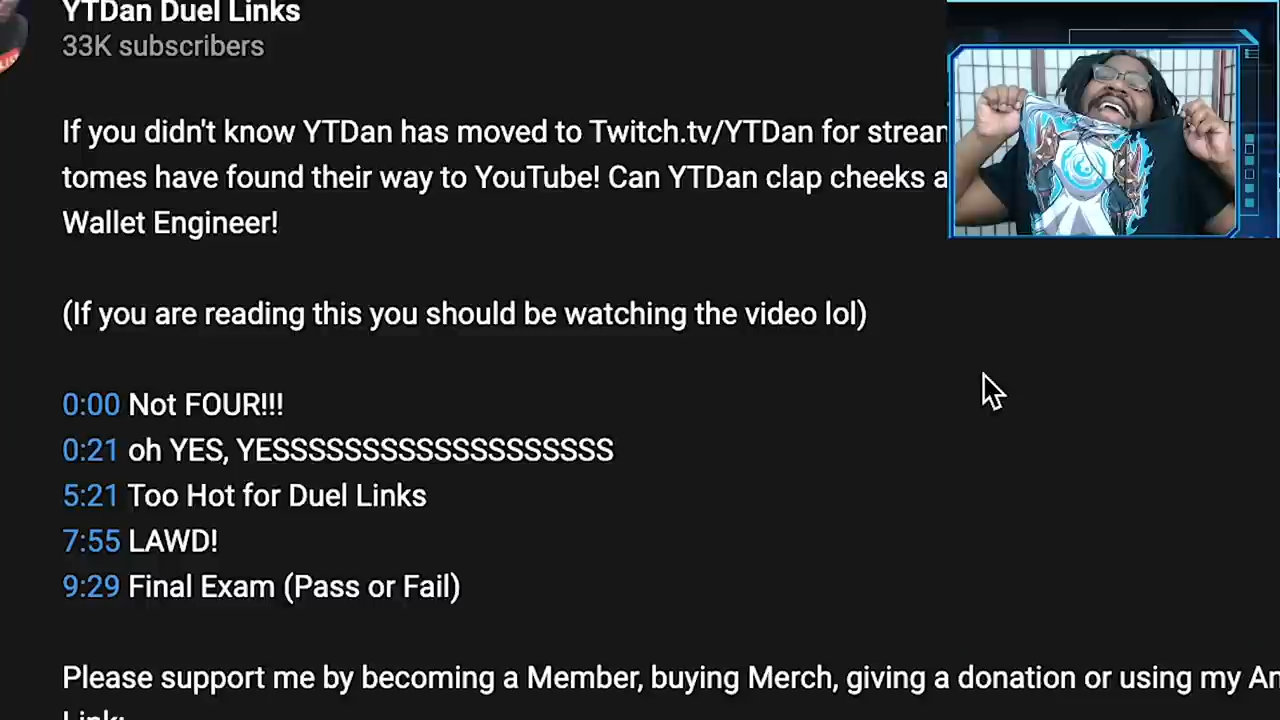 YTDan Duel Links
33K subscribers
If you didn't know YTDan has moved to Twitch.tv/YTDan for
tomes have found their way to YouTube! Can YTDan clap cheeks
Wallet Engineer!
(If you are reading this you should be watching the video lol)
0:00 Not FOUR!!!
0:21 oh YES, YESSSSSSSSSSSSSSSSSSS
5:21 Too Hot for Duel Links
7:55 LAWD!
9:29 Final Exam (Pass or Fail)
Please support me by becoming a Member, buying Merch, giving a donation or using my
Link: